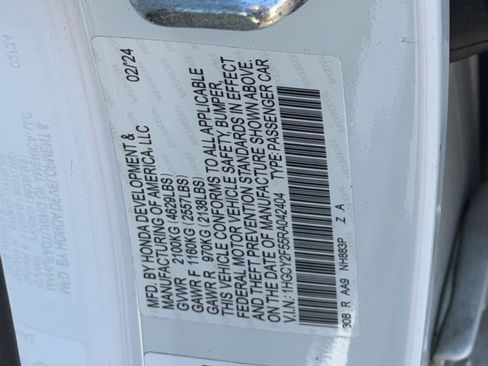 MFD. BY HONDA DEVELOPMENT & 02/24
MANUFACTURING OF AMERICA, LLC
GVWR 2100KG (4629LBS)
GAWR F 1160KG (2557LBS)
GAWR R 970KG (2138LBS)
THIS VEHICLE CONFORMS TO ALL APPLICABLE
FEDERAL MOTOR VEHICLE SAFETY, BUMPER,
AND THEFT PREVENTION STANDARDS IN EFFECT
ON THE DATE OF MANUFACTURE SHOWN ABOVE.
V.I.N.: 1HGCY2F55RA042404 TYPE: PASSENGER CAR
30B R AA9 NH883P Z A